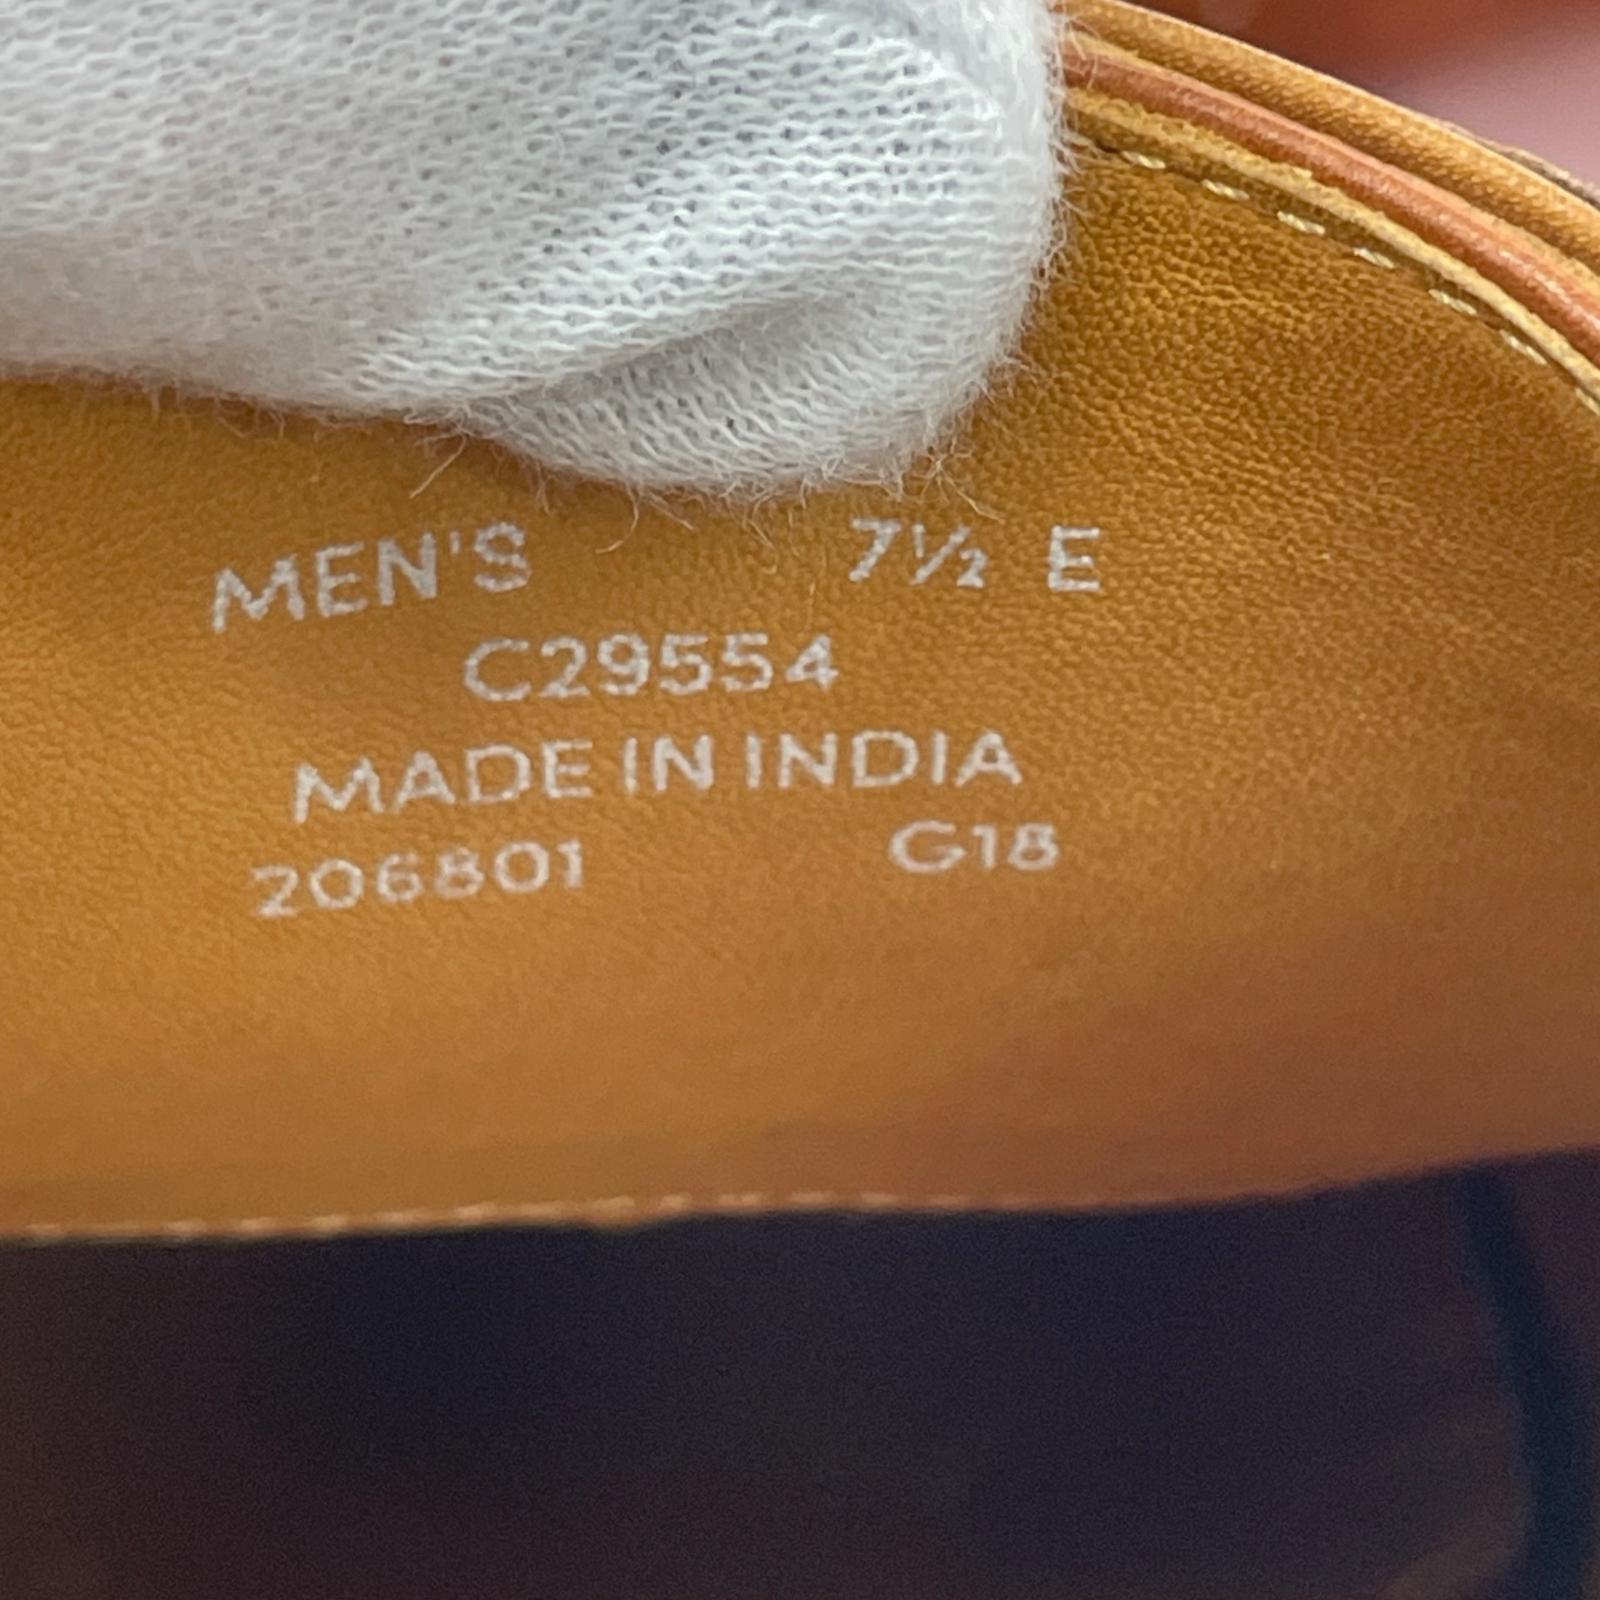 MEN'S 7½ E
C29554
MADE IN INDIA
206801 G18